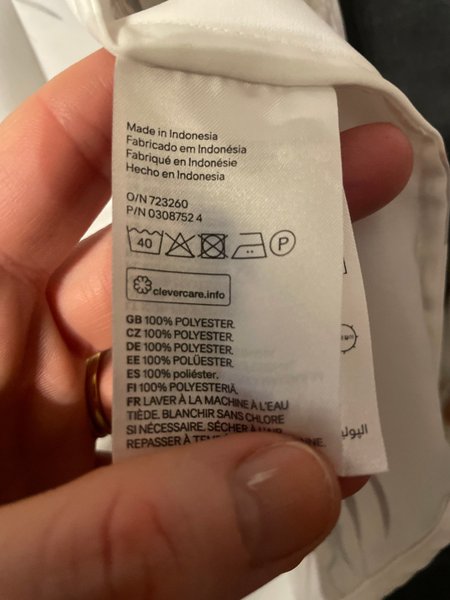 Made in Indonesia
Fabricado em Indonésia
Fabriqué en Indonésie
Hecho en Indonesia
O/N 723260
P/N 0308752 4
40 P
clevercare.info
GB 100% POLYESTER.
CZ 100% POLYESTER.
DE 100% POLYESTER.
EE 100% POLÜESTER.
ES 100% poliéster.
FI 100% POLYESTERIA.
FR LAVER À LA MACHINE À L'EAU
TIÈDE. BLANCHIR SANS CHLORE
SI NÉCESSAIRE. SÉCHER À
REPASSER À